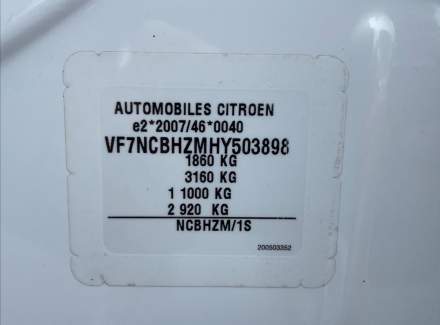 AUTOMOBILES CITROEN
e2*2007/46*0040
VF7NCBHZMHY503898
1860 KG
3160 KG
1 1000 KG
2 920 KG
NCBHZM/1S
200503352